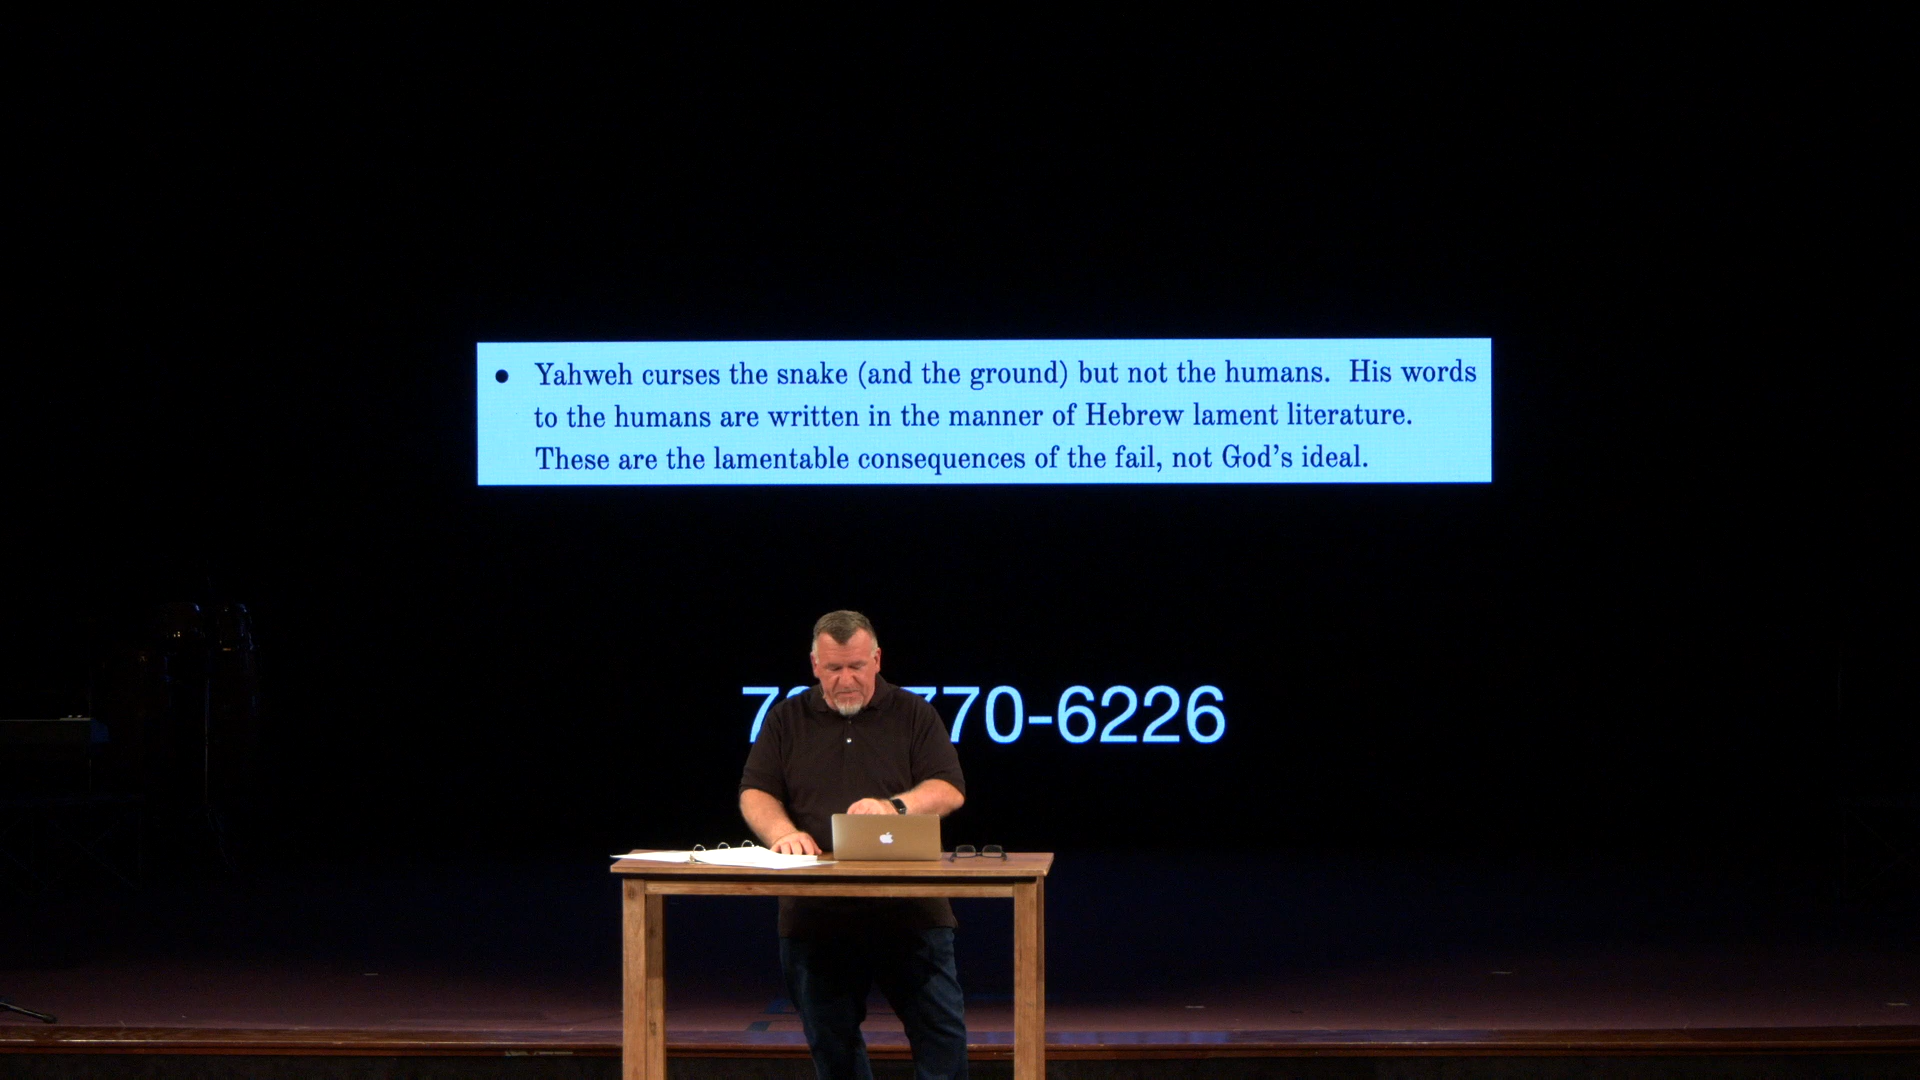 • Yahweh curses the snake (and the ground) but not the humans. His words
to the humans are written in the manner of Hebrew lament literature.
These are the lamentable consequences of the fail, not God's ideal.
70-6226